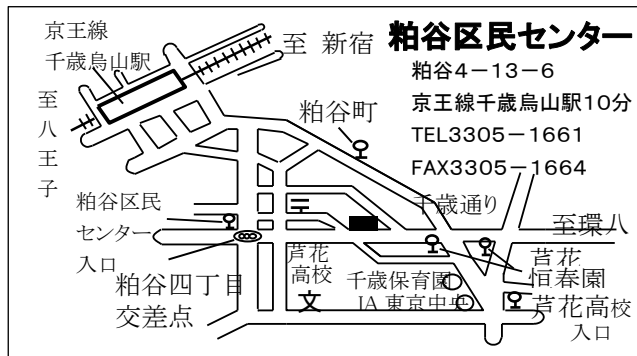 京王線
千歳烏山駅
至 新宿
粕谷区民センター
粕谷4－13－6
京王線千歳烏山駅10分
TEL3305－1661
FAX3305－1664
至八王子
粕谷町
千歳通り
粕谷区民
センター
入口
至環八
芦花
高校
芦花
恒春園
粕谷四丁目
交差点
文
千歳保育園
JA 東京中央
芦花高校
入口